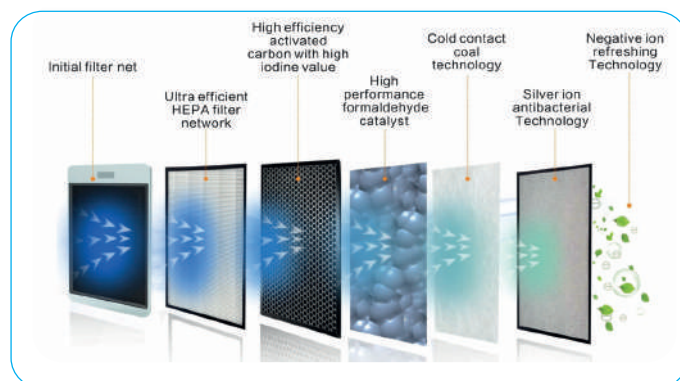 Initial filter net
Ultra efficient
HEPA filter
network
High efficiency
activated
carbon with high
iodine value
High
performance
formaldehyde
catalyst
Cold contact
coal
technology
Silver ion
antibacterial
Technology
Negative ion
refreshing
Technology